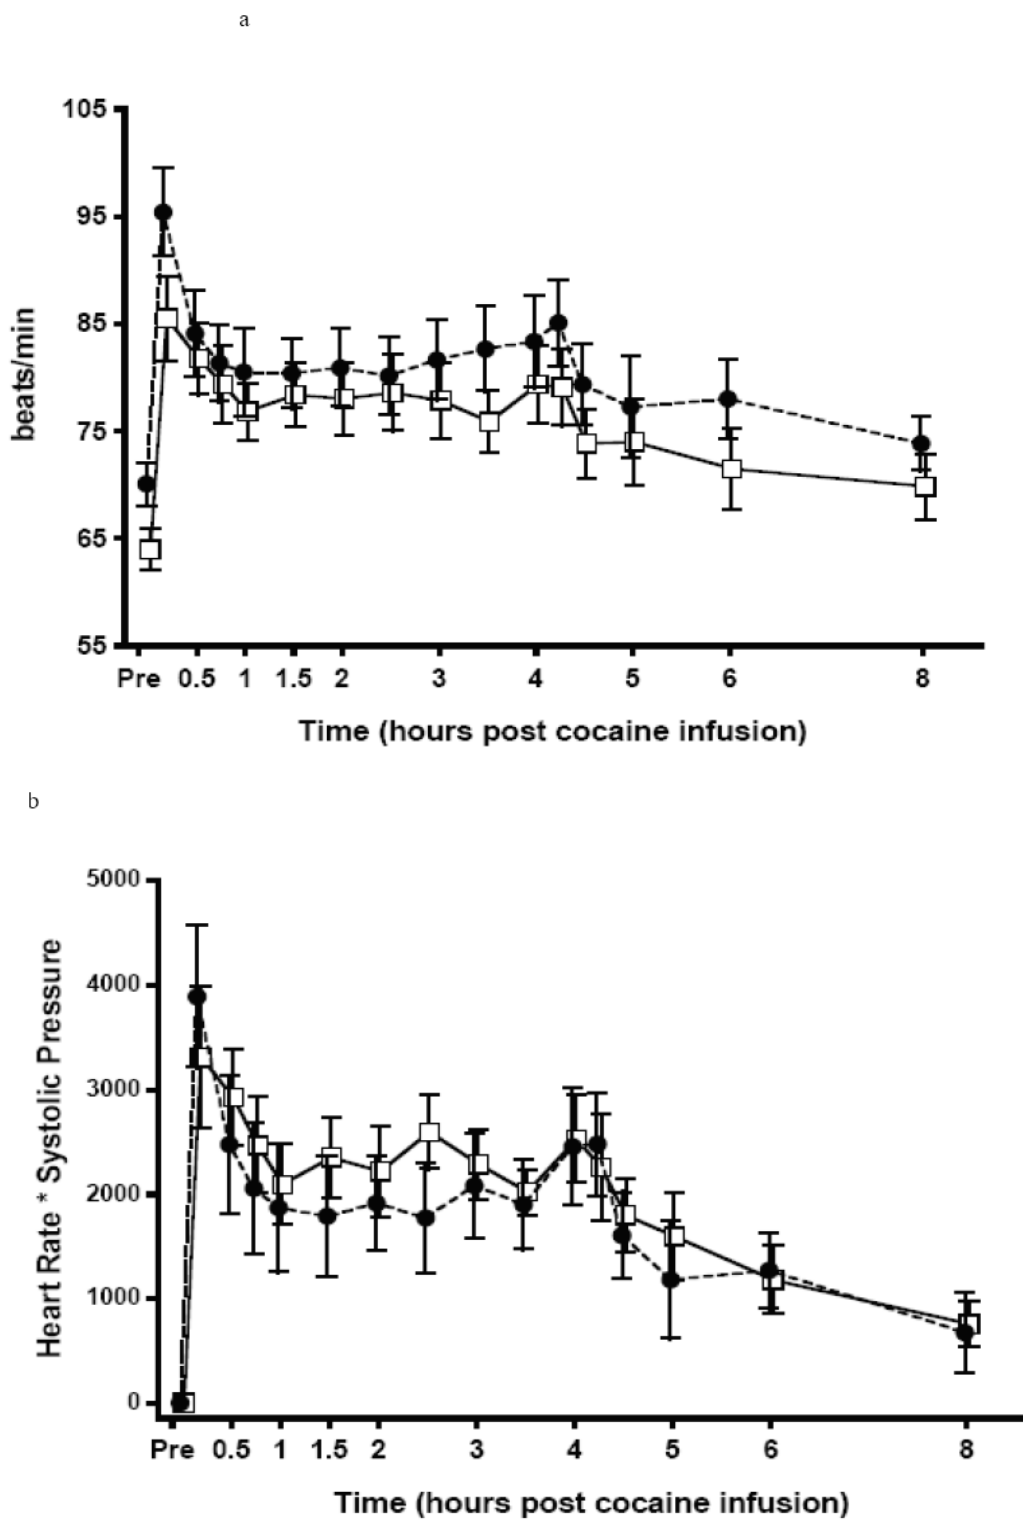 a
105
95
85
75
65
55
beats/min
Pre 0.5 1 1.5 2 3 4 5 6 8
Time (hours post cocaine infusion)
b
5000
4000
3000
2000
1000
0
Heart Rate * Systolic Pressure
Pre 0.5 1 1.5 2 3 4 5 6 8
Time (hours post cocaine infusion)